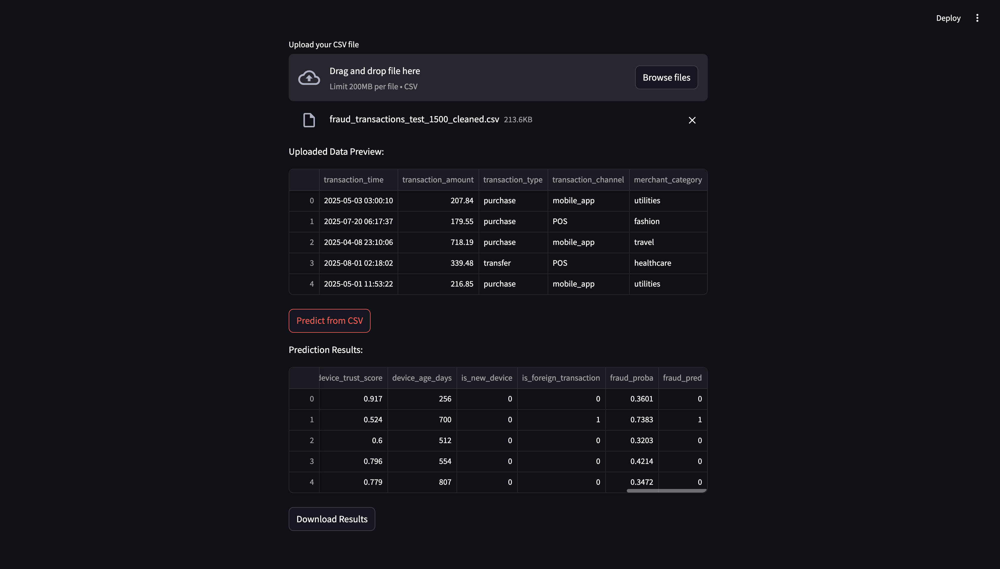 Deploy
Upload your CSV file
Drag and drop file here
Limit 200MB per file • CSV
Browse files
fraud_transactions_test_1500_cleaned.csv 213.6KB
Uploaded Data Preview:
transaction_time transaction_amount transaction_type transaction_channel merchant_category
0 2025-05-03 03:00:10 207.84 purchase mobile_app utilities
1 2025-07-20 06:17:37 179.55 purchase POS fashion
2 2025-04-08 23:10:06 718.19 purchase mobile_app travel
3 2025-08-01 02:18:02 339.48 transfer POS healthcare
4 2025-05-01 11:53:22 216.85 purchase mobile_app utilities
Predict from CSV
Prediction Results:
device_trust_score device_age_days is_new_device is_foreign_transaction fraud_proba fraud_pred
0 0.917 256 0 0 0.3601 0
1 0.524 700 0 1 0.7383 1
2 0.6 512 0 0 0.3203 0
3 0.796 554 0 0 0.4214 0
4 0.779 807 0 0 0.3472 0
Download Results